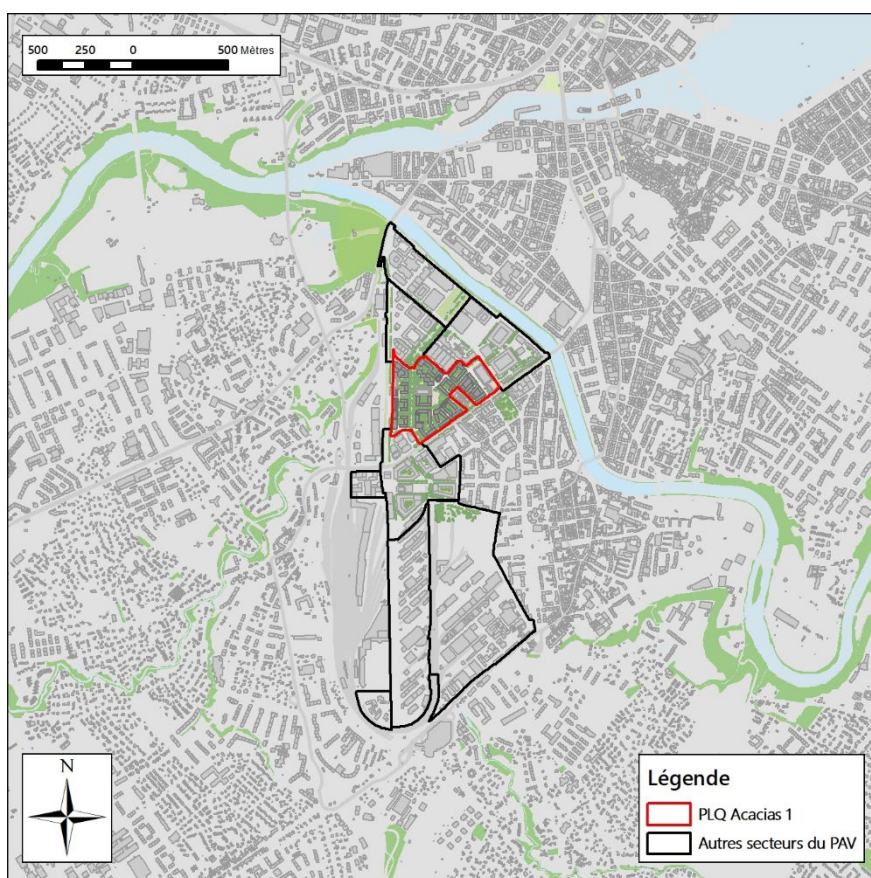 500 250 0 500 Mètres
N
Légende
PLQ Acacias 1
Autres secteurs du PAV